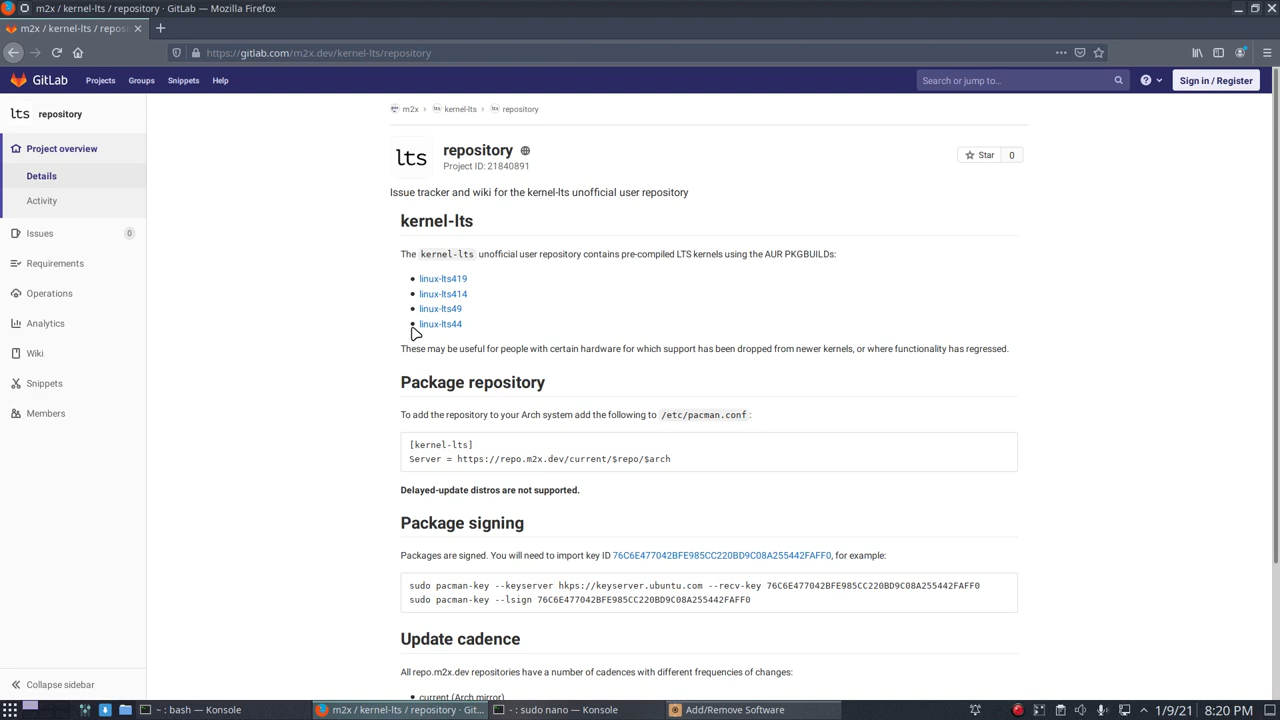 m2x / kernel-lts / repository · GitLab — Mozilla Firefox
m2x / kernel-lts / repos
https://gitlab.com/m2x.dev/kernel-lts/repository
GitLab
Projects
Groups
Snippets
Help
Search or jump to...
Sign in / Register
lts repository
Project overview
Details
Activity
Issues 0
Requirements
Operations
Analytics
Wiki
Snippets
Members
Collapse sidebar
m2x › lts kernel-lts › lts repository
lts
repository
Project ID: 21840891
Star 0
Issue tracker and wiki for the kernel-lts unofficial user repository
kernel-lts
The kernel-lts unofficial user repository contains pre-compiled LTS kernels using the AUR PKGBUILDs:
• linux-lts419
• linux-lts414
• linux-lts49
• linux-lts44
These may be useful for people with certain hardware for which support has been dropped from newer kernels, or where functionality has regressed.
Package repository
To add the repository to your Arch system add the following to /etc/pacman.conf:
[kernel-lts]
Server = https://repo.m2x.dev/current/$repo/$arch
Delayed-update distros are not supported.
Package signing
Packages are signed. You will need to import key ID 76C6E477042BFE985CC220BD9C08A255442FAFF0, for example:
sudo pacman-key --keyserver hkps://keyserver.ubuntu.com --recv-key 76C6E477042BFE985CC220BD9C08A255442FAFF0
sudo pacman-key --lsign 76C6E477042BFE985CC220BD9C08A255442FAFF0
Update cadence
All repo.m2x.dev repositories have a number of cadences with different frequencies of changes:
• current (Arch mirror)
~ : bash — Konsole
m2x / kernel-lts / repository · Git...
- : sudo nano — Konsole
Add/Remove Software
1/9/21
8:20 PM